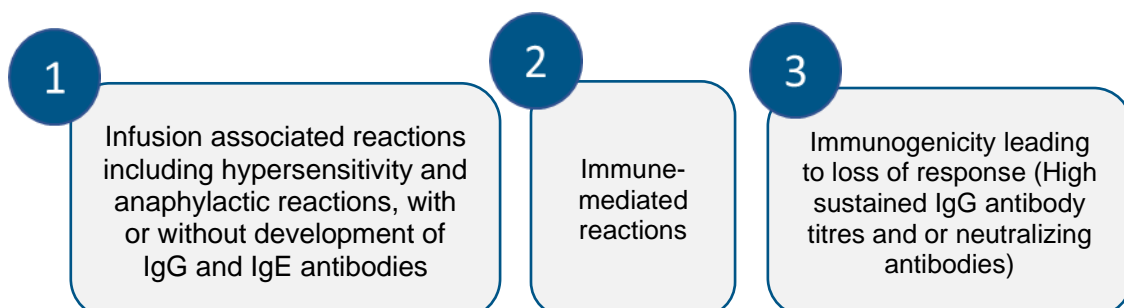 1
Infusion associated reactions
including hypersensitivity and
anaphylactic reactions, with
or without development of
IgG and IgE antibodies
2
Immune-
mediated
reactions
3
Immunogenicity leading
to loss of response (High
sustained IgG antibody
titres and or neutralizing
antibodies)